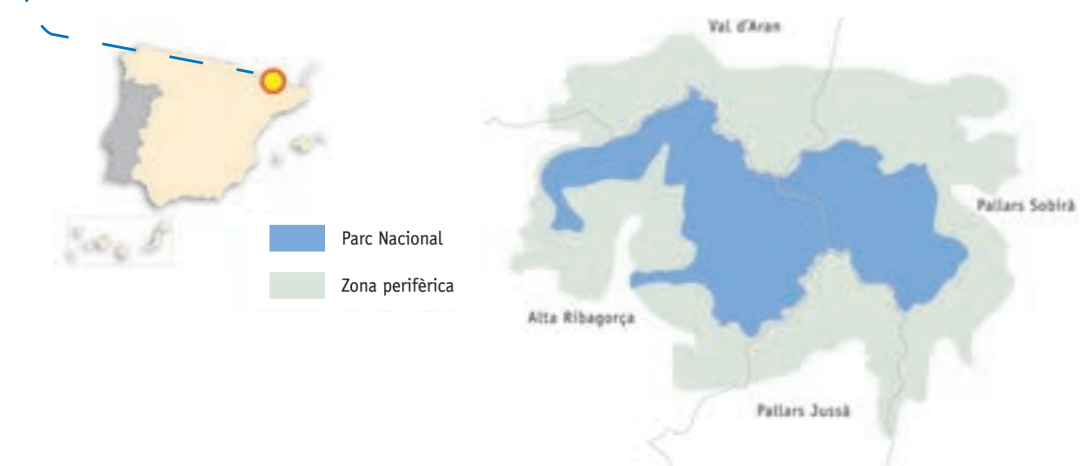 Val d'Aran
Pallars Sobirà
Parc Nacional
Zona perifèrica
Alta Ribagorça
Pallars Jussà